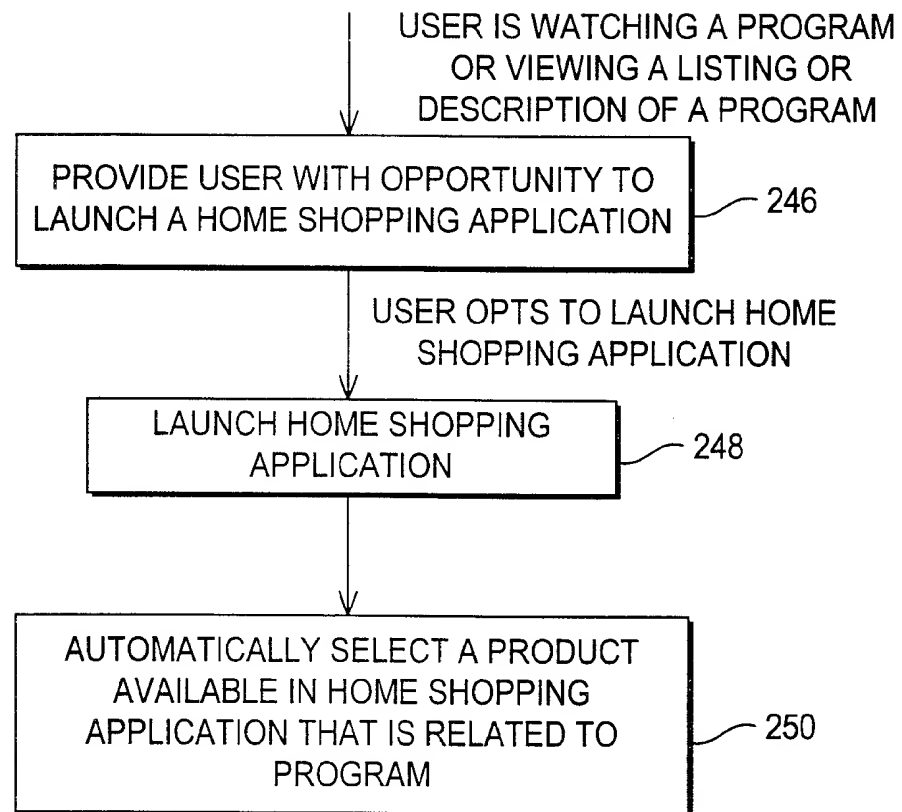 USER IS WATCHING A PROGRAM
OR VIEWING A LISTING OR
DESCRIPTION OF A PROGRAM
PROVIDE USER WITH OPPORTUNITY TO
LAUNCH A HOME SHOPPING APPLICATION
246
USER OPTS TO LAUNCH HOME
SHOPPING APPLICATION
LAUNCH HOME SHOPPING
APPLICATION
248
AUTOMATICALLY SELECT A PRODUCT
AVAILABLE IN HOME SHOPPING
APPLICATION THAT IS RELATED TO
PROGRAM
250